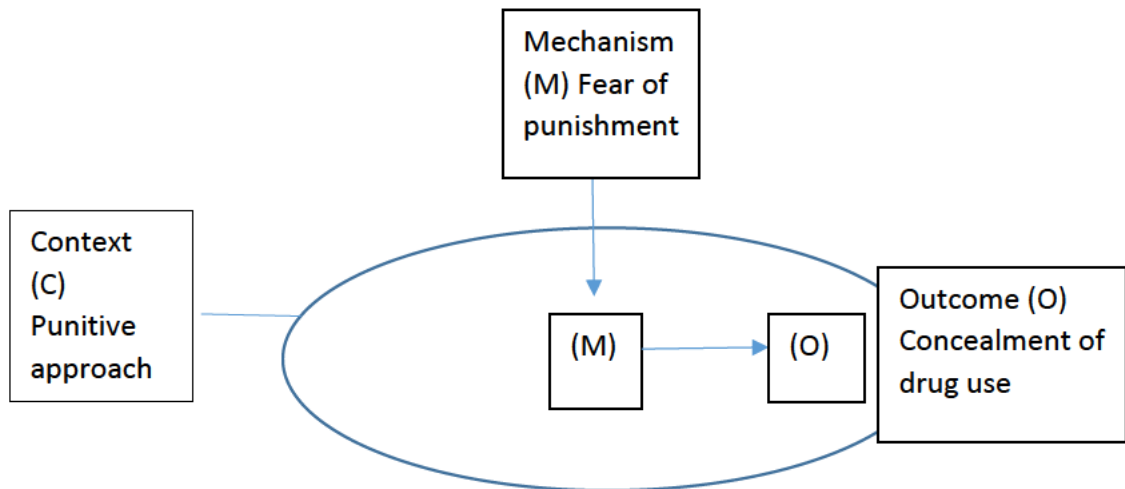 Mechanism
(M) Fear of
punishment
Context
(C)
Punitive
approach
(M)
(O)
Outcome (O)
Concealment of
drug use